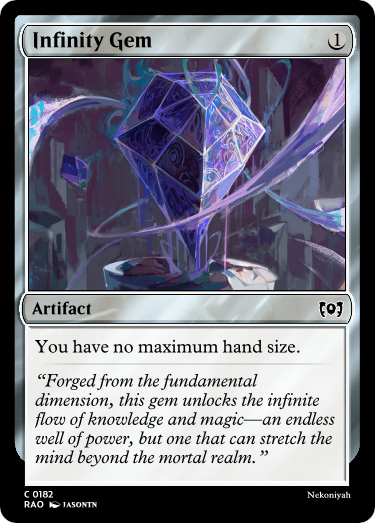 Infinity Gem 1
Artifact
You have no maximum hand size.
“Forged from the fundamental
dimension, this gem unlocks the infinite
flow of knowledge and magic—an endless
well of power, but one that can stretch the
mind beyond the mortal realm.”
C 0182 Nekoniyah
RAO IASONTN